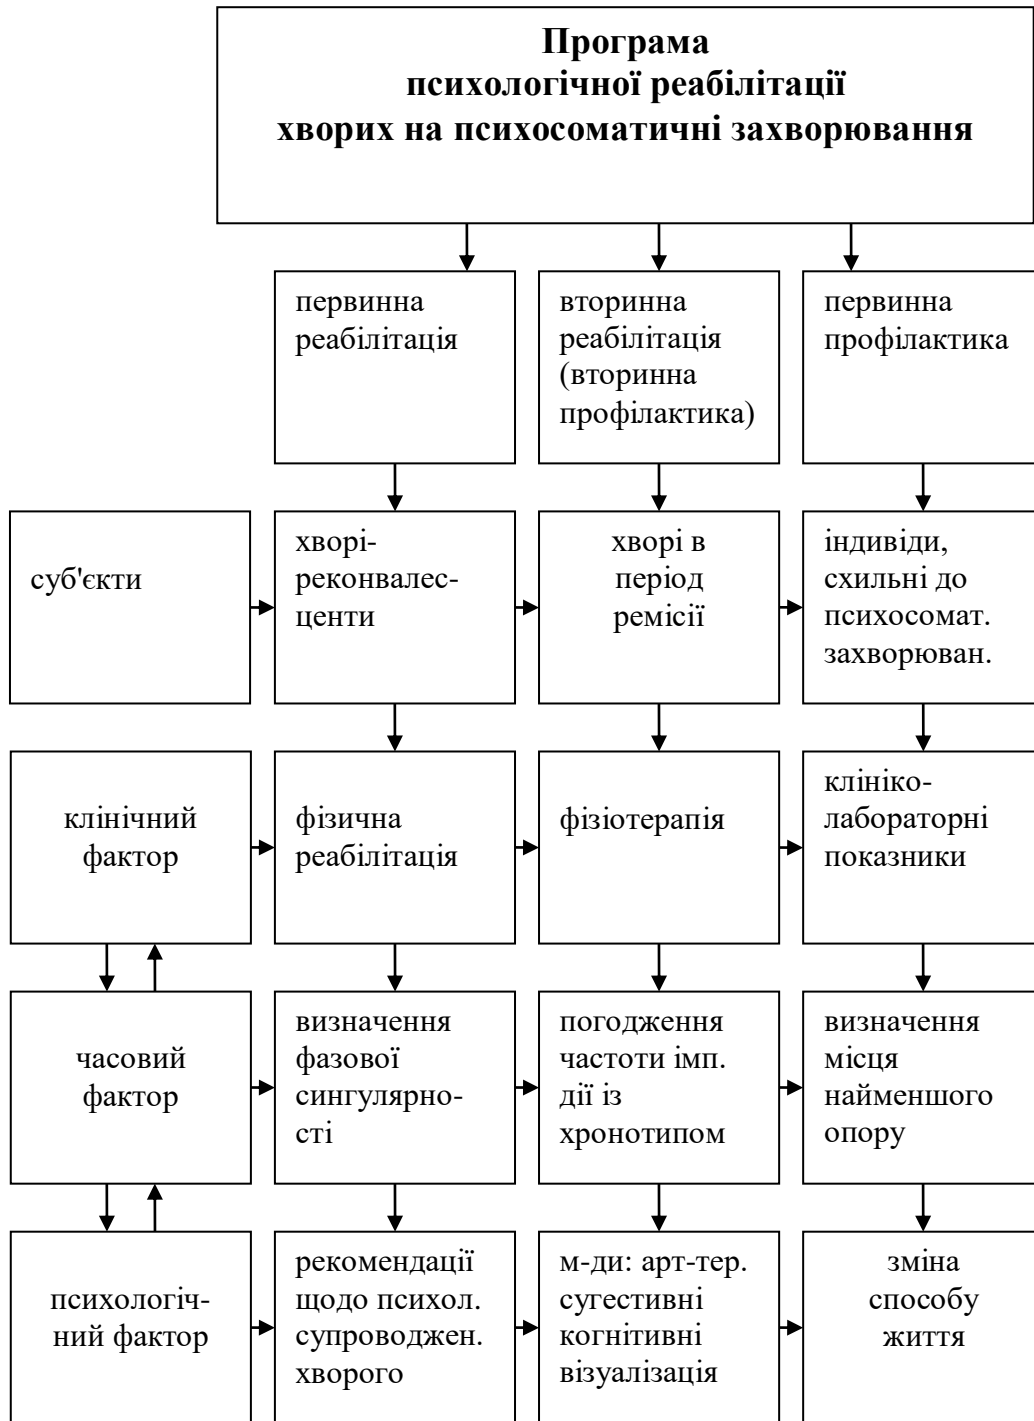 Програма
психологічної реабілітації
хворих на психосоматичні захворювання
первинна
реабілітація
вторинна
реабілітація
(вторинна
профілактика)
первинна
профілактика
суб'єкти
хворі-
реконвалес-
центи
хворі в
період
ремісії
індивіди,
схильні до
психосомат.
захворюван.
клінічний
фактор
фізична
реабілітація
фізіотерапія
клініко-
лабораторні
показники
часовий
фактор
визначення
фазової
сингулярно-
сті
погодження
частоти імп.
дії із
хронотипом
визначення
місця
найменшого
опору
психологіч-
ний фактор
рекомендації
щодо психол.
супроводжен.
хворого
м-ди: арт-тер.
сугестивні
когнітивні
візуалізація
зміна
способу
життя